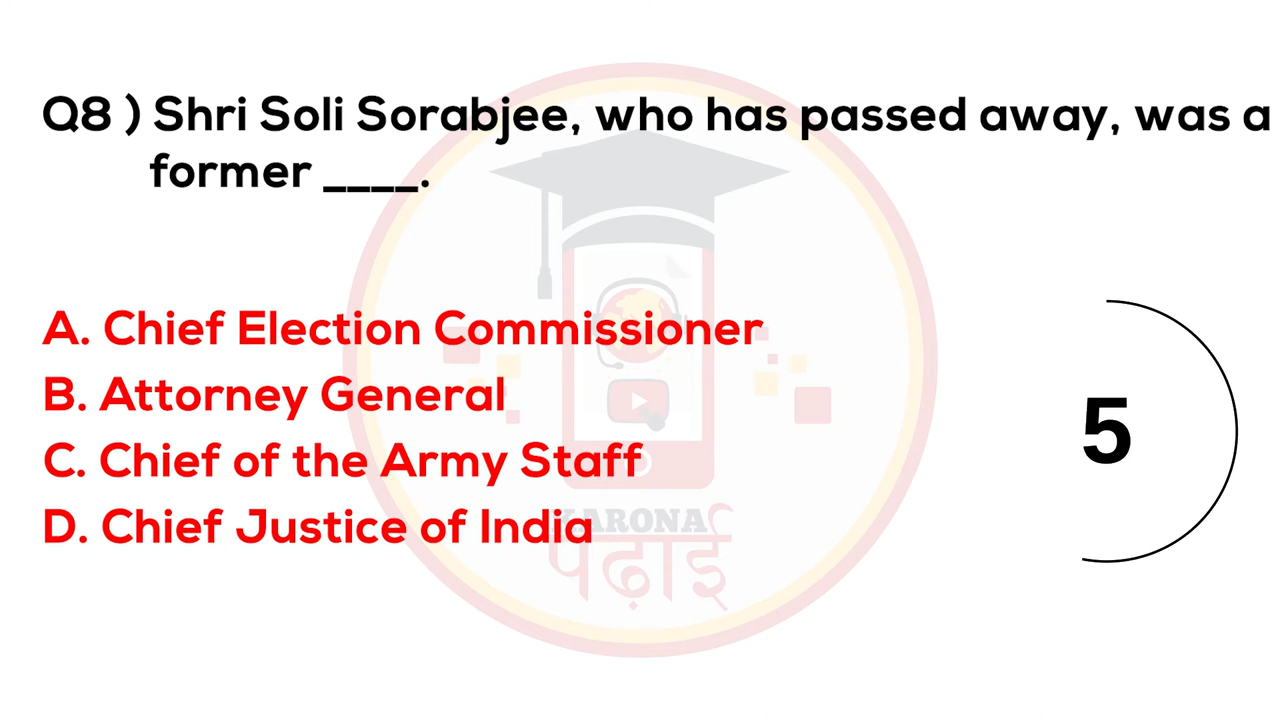 Q8 ) Shri Soli Sorabjee, who has passed away, was a
former ____.
A. Chief Election Commissioner
B. Attorney General
C. Chief of the Army Staff
D. Chief Justice of India
5
KARONA
पढ़ाई